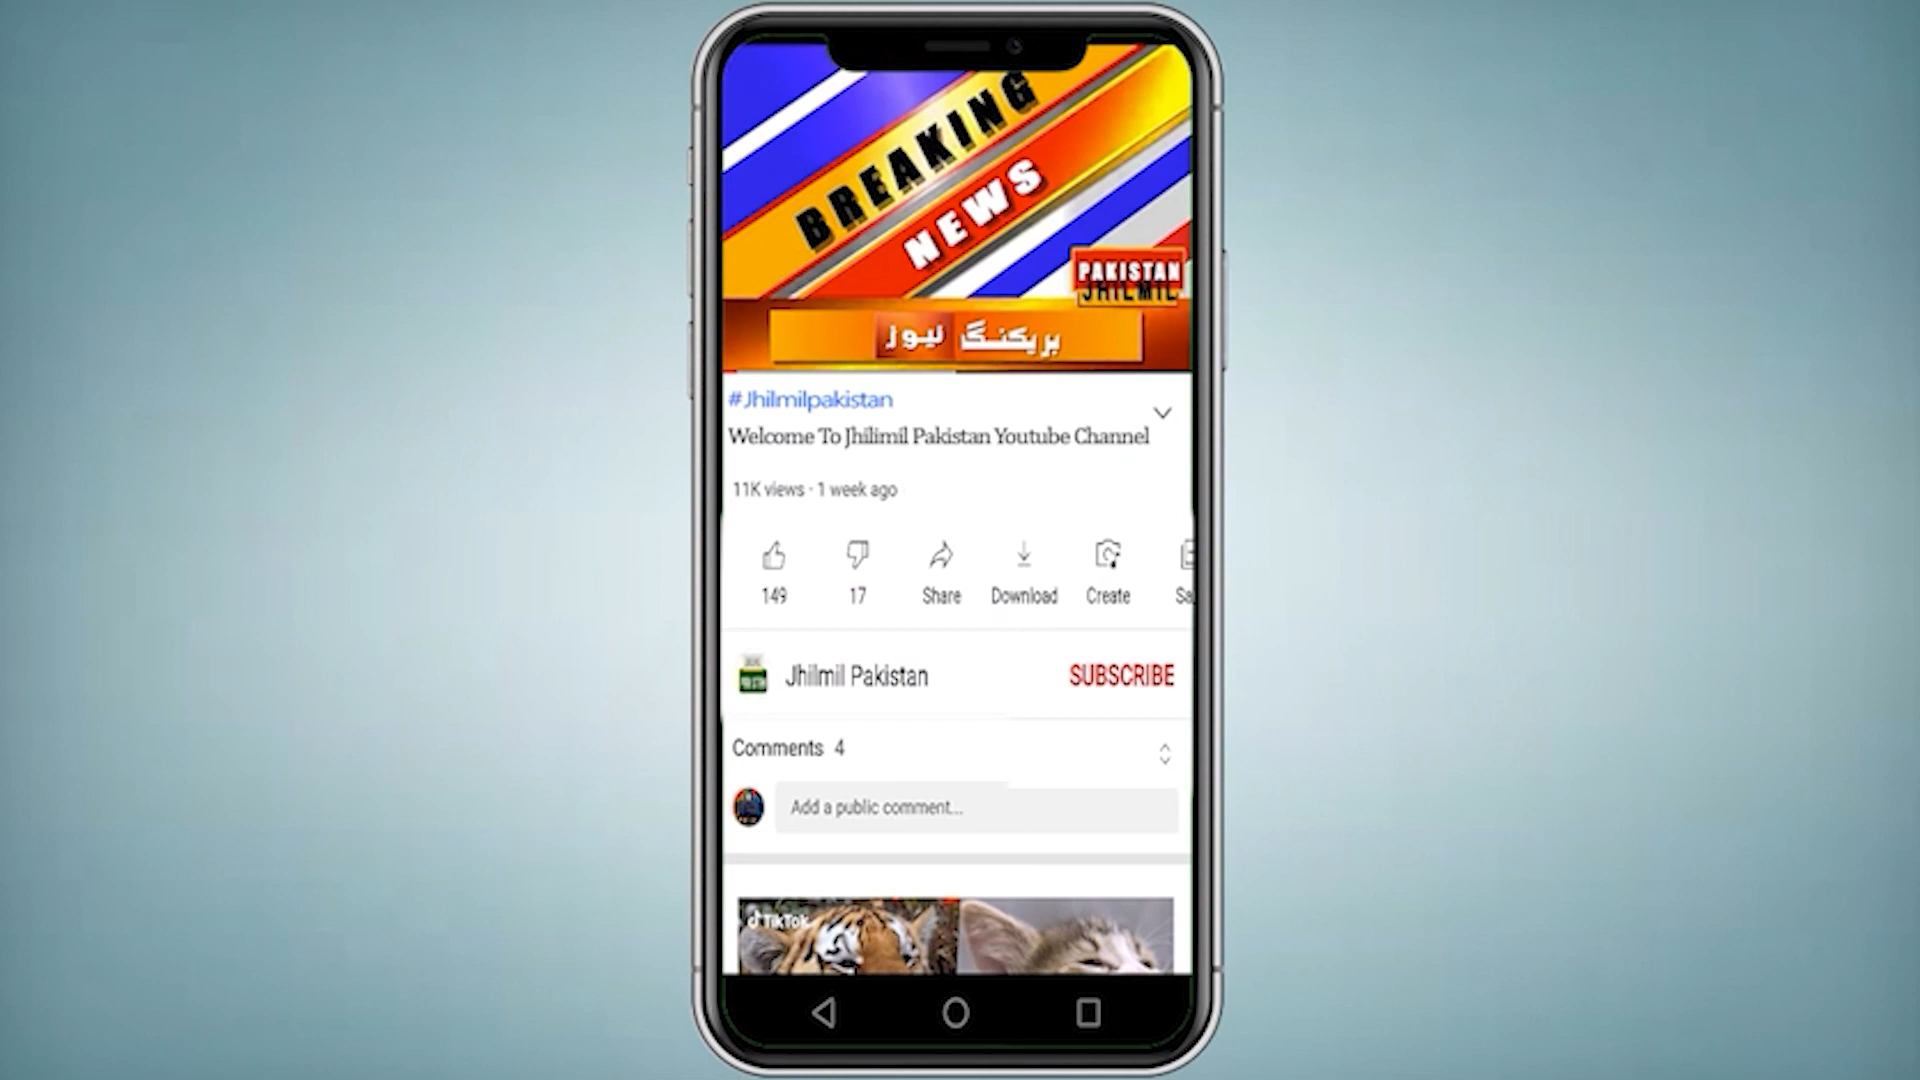 BREAKING
NEWS
PAKISTAN
JHILMIL
بریکنگ نیوز
#Jhilmilpakistan
Welcome To Jhilimil Pakistan Youtube Channel
11K views · 1 week ago
149 17 Share Download Create Sa
Jhilmil Pakistan SUBSCRIBE
Comments 4
Add a public comment...
TikTok